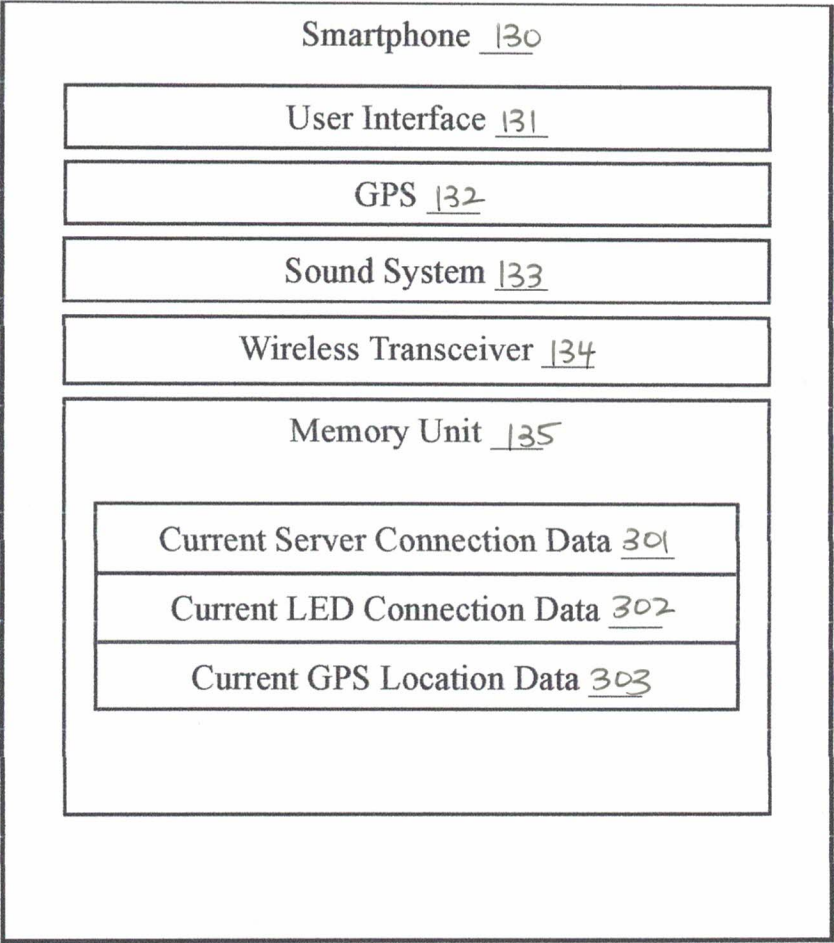 Smartphone 130
User Interface 131
GPS 132
Sound System 133
Wireless Transceiver 134
Memory Unit 135
Current Server Connection Data 301
Current LED Connection Data 302
Current GPS Location Data 303